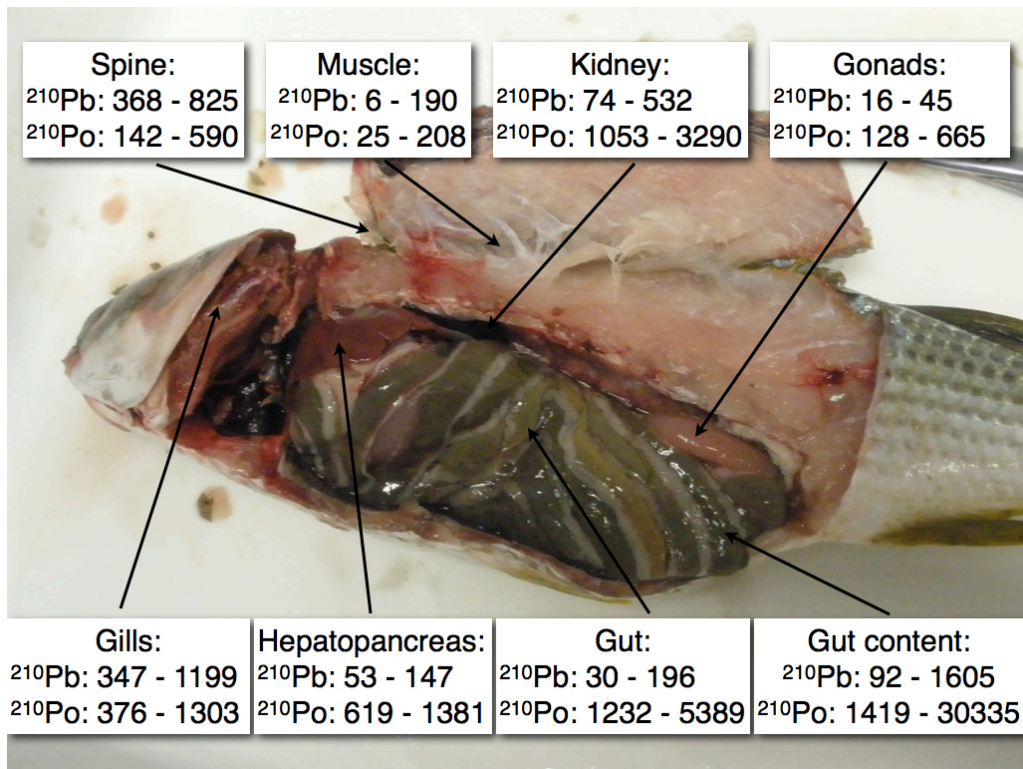 Spine:
²¹⁰Pb: 368 - 825
²¹⁰Po: 142 - 590
Muscle:
²¹⁰Pb: 6 - 190
²¹⁰Po: 25 - 208
Kidney:
²¹⁰Pb: 74 - 532
²¹⁰Po: 1053 - 3290
Gonads:
²¹⁰Pb: 16 - 45
²¹⁰Po: 128 - 665
Gills:
²¹⁰Pb: 347 - 1199
²¹⁰Po: 376 - 1303
Hepatopancreas:
²¹⁰Pb: 53 - 147
²¹⁰Po: 619 - 1381
Gut:
²¹⁰Pb: 30 - 196
²¹⁰Po: 1232 - 5389
Gut content:
²¹⁰Pb: 92 - 1605
²¹⁰Po: 1419 - 30335